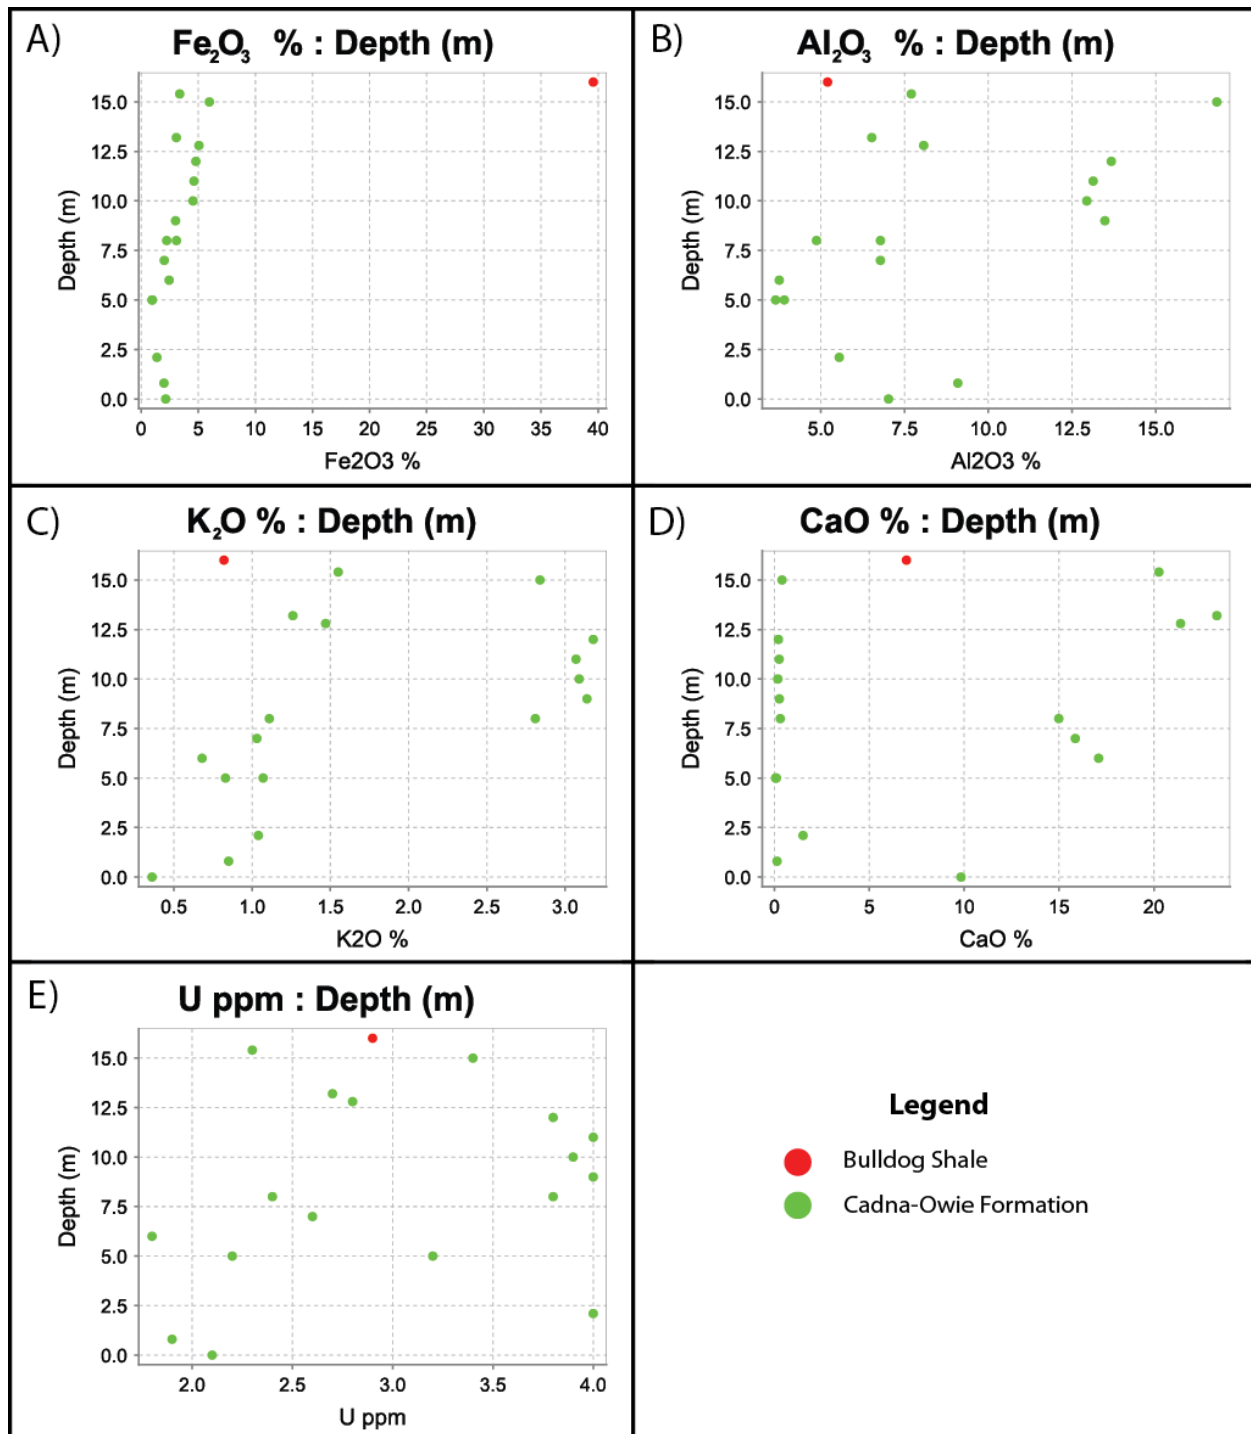 A)
Fe₂O₃ % : Depth (m)
Depth (m)
15.0
12.5
10.0
7.5
5.0
2.5
0.0
0 5 10 15 20 25 30 35 40
Fe2O3 %
B)
Al₂O₃ % : Depth (m)
Depth (m)
15.0
12.5
10.0
7.5
5.0
2.5
0.0
5.0 7.5 10.0 12.5 15.0
Al2O3 %
C)
K₂O % : Depth (m)
Depth (m)
15.0
12.5
10.0
7.5
5.0
2.5
0.0
0.5 1.0 1.5 2.0 2.5 3.0
K2O %
D)
CaO % : Depth (m)
Depth (m)
15.0
12.5
10.0
7.5
5.0
2.5
0.0
0 5 10 15 20
CaO %
E)
U ppm : Depth (m)
Depth (m)
15.0
12.5
10.0
7.5
5.0
2.5
0.0
2.0 2.5 3.0 3.5 4.0
U ppm
Legend
Bulldog Shale
Cadna-Owie Formation